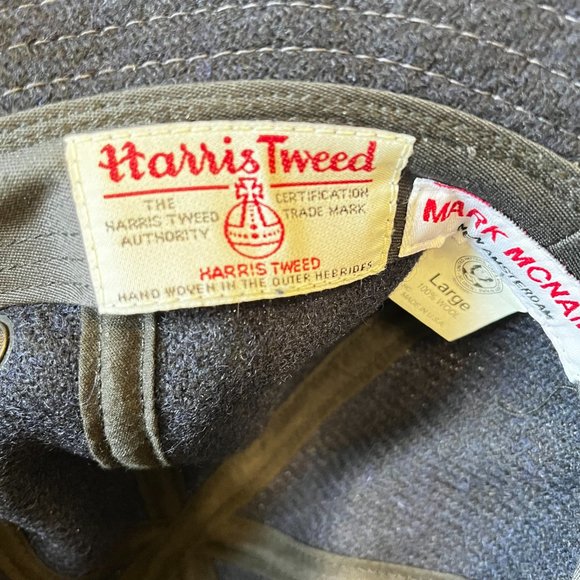 Harris Tweed
THE HARRIS TWEED AUTHORITY
CERTIFICATION TRADE MARK
HARRIS TWEED
HAND WOVEN IN THE OUTER HEBRIDES
MARK MCNAI
AMSTERDAM
Large
100% WOOL
MADE IN U.S.A.